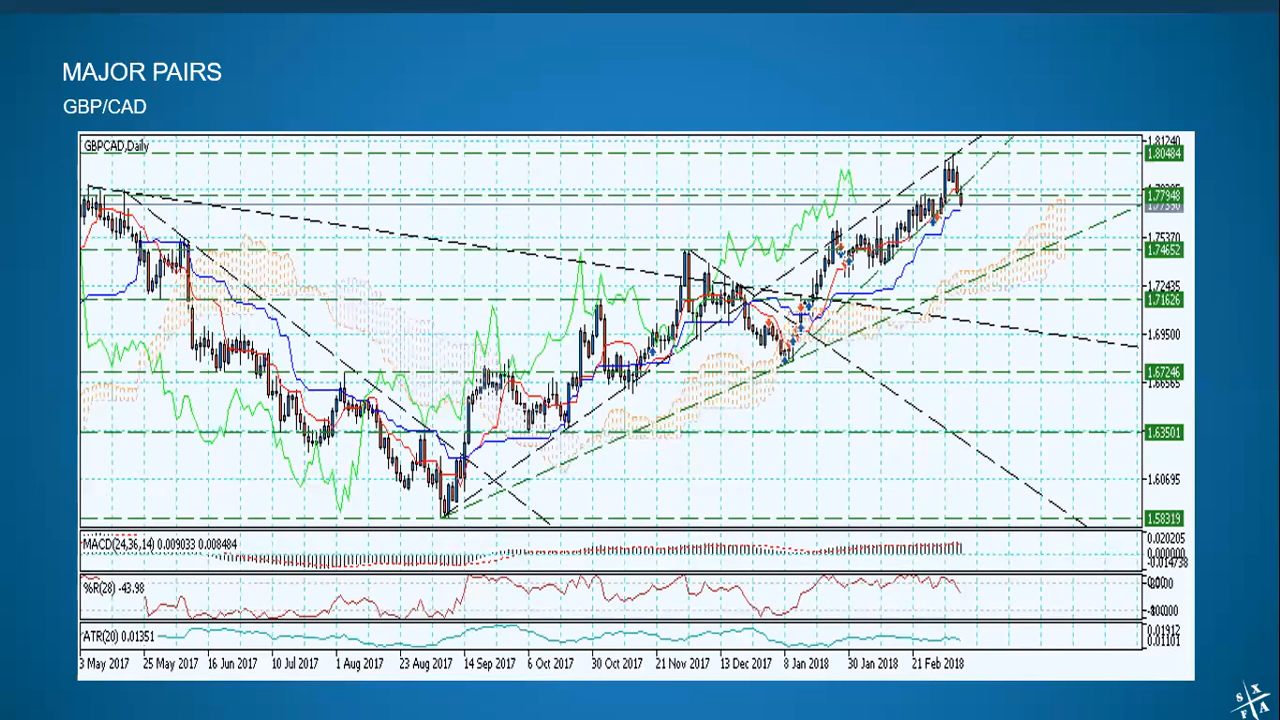 MAJOR PAIRS
GBP/CAD
GBPCAD,Daily
1.81240
1.80484
1.77948
1.75370
1.74652
1.72435
1.71626
1.69500
1.67246
1.66565
1.63501
1.60695
1.58319
MACD(24,36,14) 0.009033 0.008484
0.020205
0.000000
-0.014738
%R(28) -43.98
ATR(20) 0.01351
0.01912
0.01101
3 May 2017 25 May 2017 16 Jun 2017 10 Jul 2017 1 Aug 2017 23 Aug 2017 14 Sep 2017 6 Oct 2017 30 Oct 2017 21 Nov 2017 13 Dec 2017 8 Jan 2018 30 Jan 2018 21 Feb 2018
S X
F A